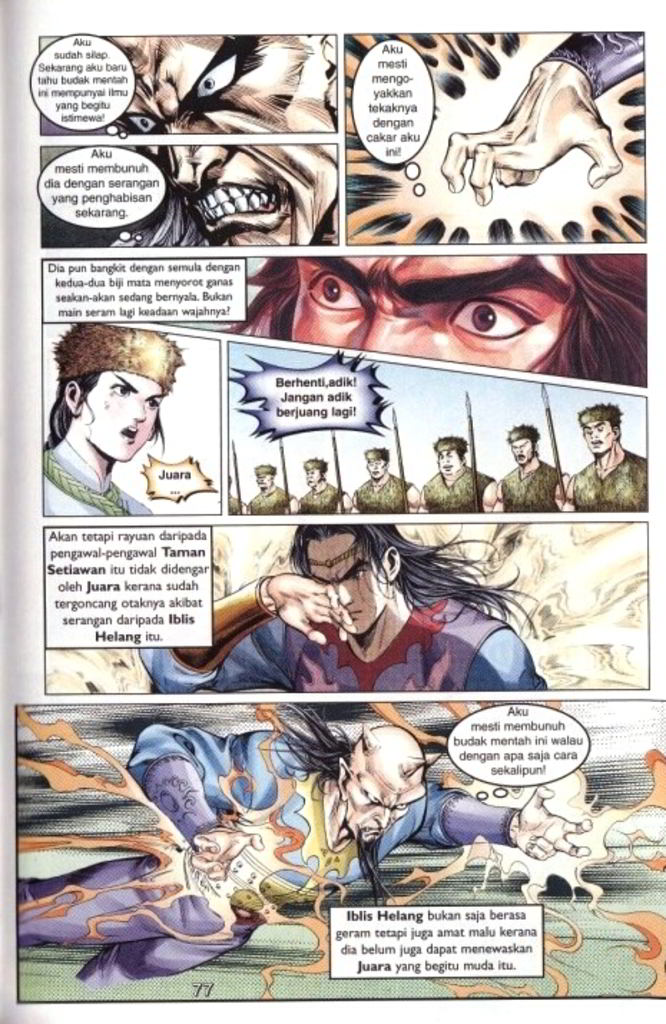 Aku
sudah silap.
Sekarang aku baru
tahu budak mentah
ini mempunyai ilmu
yang begitu
istimewa!
Aku
mesti membunuh
dia dengan serangan
yang penghabisan
sekarang.
Aku
mesti
mengo-
yakkan
tekaknya
dengan
cakar aku
ini!
Dia pun bangkit dengan semula dengan
kedua-dua biji mata menyorot ganas
seakan-akan sedang bernyala. Bukan
main seram lagi keadaan wajahnya?
Juara
...
Berhenti,adik!
Jangan adik
berjuang lagi!
Akan tetapi rayuan daripada
pengawal-pengawal Taman
Setiawan itu tidak didengar
oleh Juara kerana sudah
tergoncang otaknya akibat
serangan daripada Iblis
Helang itu.
Aku
mesti membunuh
budak mentah ini walau
dengan apa saja cara
sekalipun!
Iblis Helang bukan saja berasa
geram tetapi juga amat malu kerana
dia belum juga dapat menewaskan
Juara yang begitu muda itu.
77